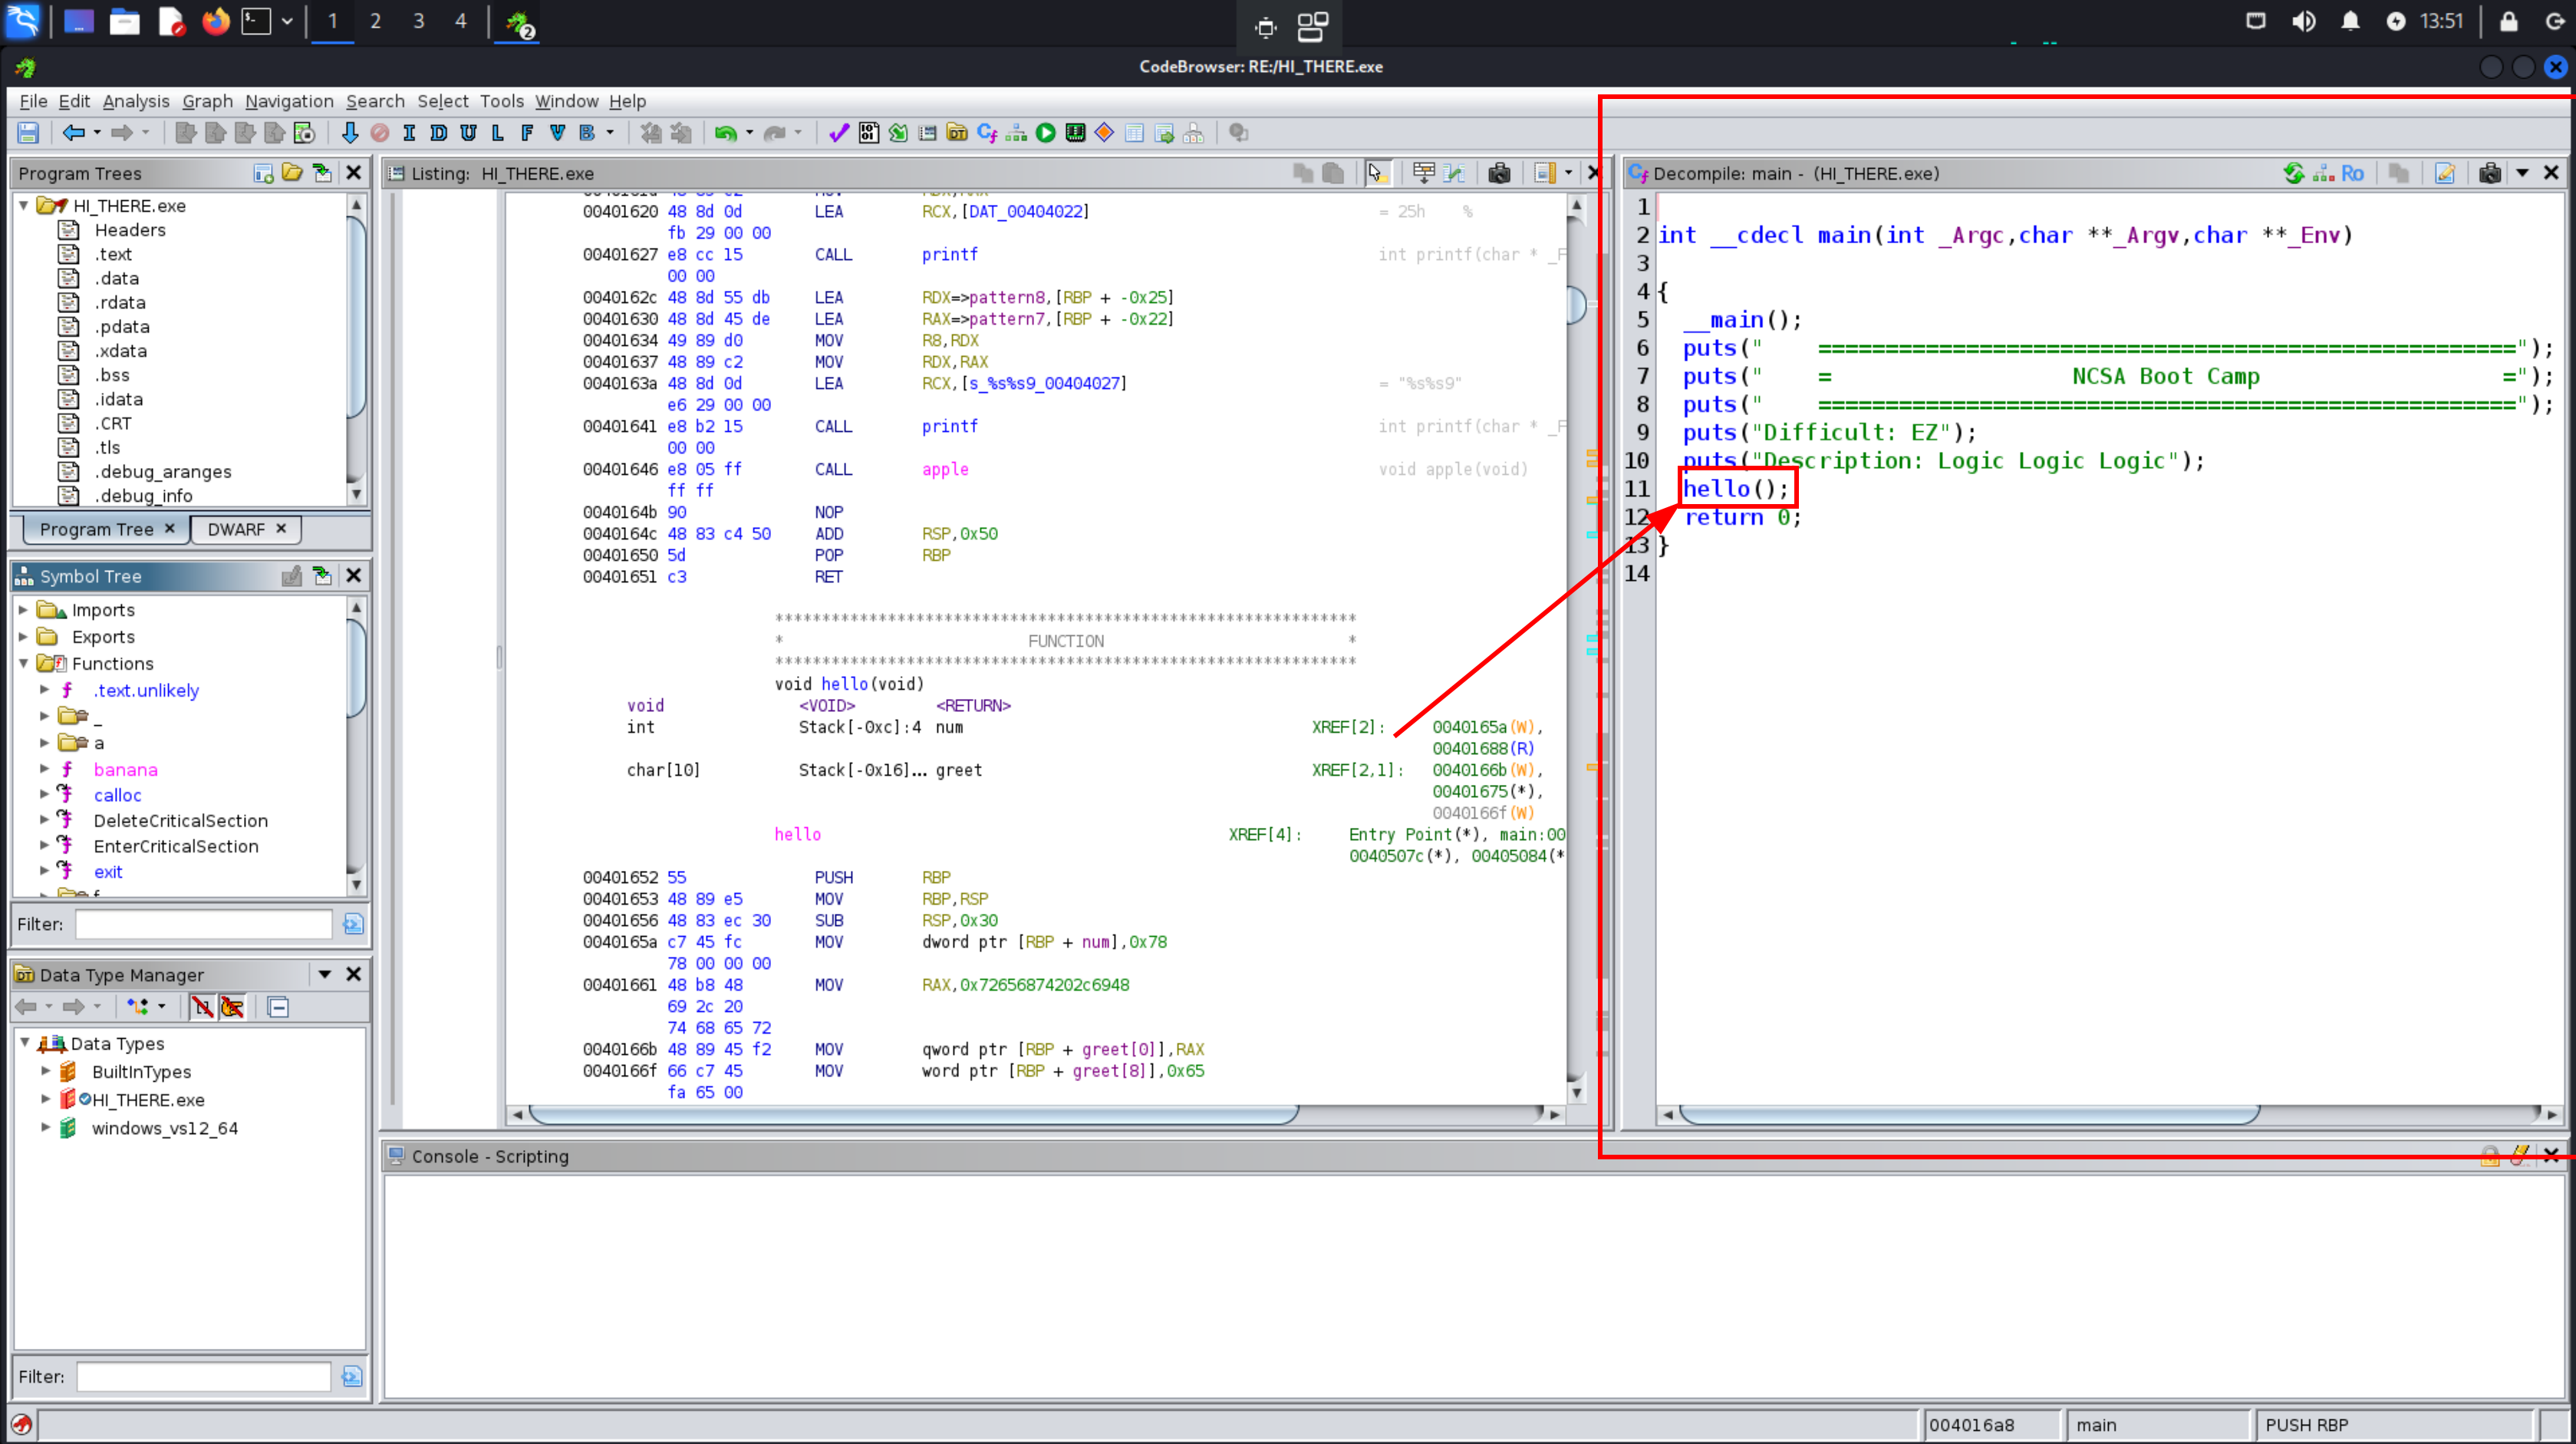 1 2 3 4 2 13:51
CodeBrowser: RE:/HI_THERE.exe
File Edit Analysis Graph Navigation Search Select Tools Window Help
I D U L F V B
Program Trees
HI_THERE.exe
Headers
.text
.data
.rdata
.pdata
.xdata
.bss
.idata
.CRT
.tls
.debug_aranges
.debug_info
Program Tree × DWARF ×
Symbol Tree
Imports
Exports
Functions
.text.unlikely
_
a
banana
calloc
DeleteCriticalSection
EnterCriticalSection
exit
f
Filter:
Data Type Manager
Data Types
BuiltInTypes
HI_THERE.exe
windows_vs12_64
Filter:
Listing: HI_THERE.exe
00401620 48 8d 0d LEA RCX,[DAT_00404022] = 25h %
fb 29 00 00
00401627 e8 cc 15 CALL printf int printf(char * _F
00 00
0040162c 48 8d 55 db LEA RDX=>pattern8,[RBP + -0x25]
00401630 48 8d 45 de LEA RAX=>pattern7,[RBP + -0x22]
00401634 49 89 d0 MOV R8,RDX
00401637 48 89 c2 MOV RDX,RAX
0040163a 48 8d 0d LEA RCX,[s_%s%s9_00404027] = "%s%s9"
e6 29 00 00
00401641 e8 b2 15 CALL printf int printf(char * _F
00 00
00401646 e8 05 ff CALL apple void apple(void)
ff ff
0040164b 90 NOP
0040164c 48 83 c4 50 ADD RSP,0x50
00401650 5d POP RBP
00401651 c3 RET
**************************************************************
* FUNCTION *
**************************************************************
void hello(void)
void <VOID> <RETURN>
int Stack[-0xc]:4 num XREF[2]: 0040165a(W),
00401688(R)
char[10] Stack[-0x16]... greet XREF[2,1]: 0040166b(W),
00401675(*),
0040166f(W)
hello XREF[4]: Entry Point(*), main:00
0040507c(*), 00405084(*
00401652 55 PUSH RBP
00401653 48 89 e5 MOV RBP,RSP
00401656 48 83 ec 30 SUB RSP,0x30
0040165a c7 45 fc MOV dword ptr [RBP + num],0x78
78 00 00 00
00401661 48 b8 48 MOV RAX,0x72656874202c6948
69 2c 20
74 68 65 72
0040166b 48 89 45 f2 MOV qword ptr [RBP + greet[0]],RAX
0040166f 66 c7 45 MOV word ptr [RBP + greet[8]],0x65
fa 65 00
Decompile: main - (HI_THERE.exe)
Ro
1
2 int __cdecl main(int _Argc,char **_Argv,char **_Env)
3
4 {
5 __main();
6 puts("    ====================================================");
7 puts("    =                  NCSA Boot Camp                  =");
8 puts("    ====================================================");
9 puts("Difficult: EZ");
10 puts("Description: Logic Logic Logic");
11 hello();
12 return 0;
13 }
14
Console - Scripting
004016a8 main PUSH RBP